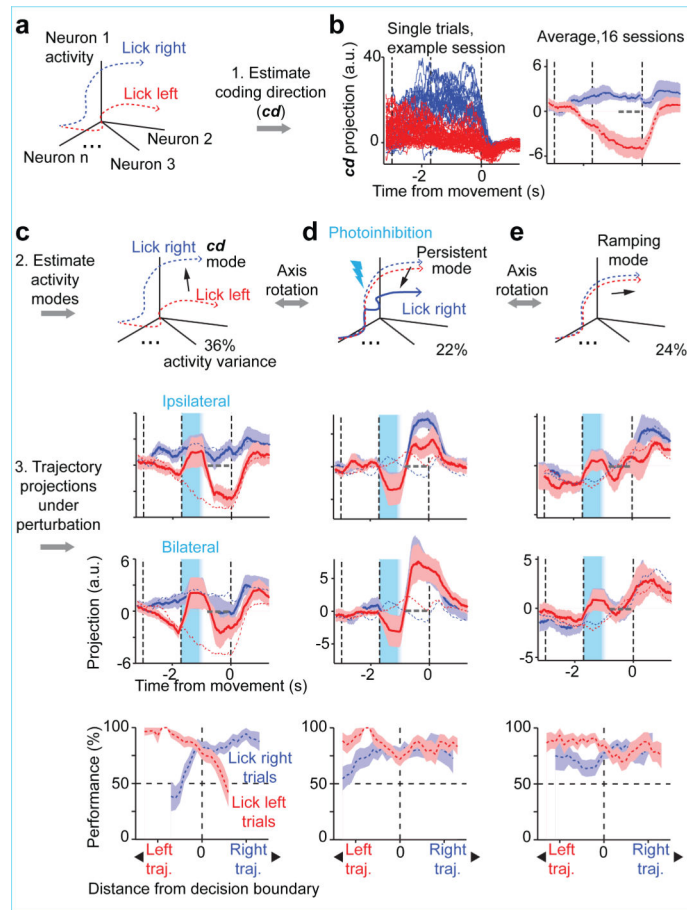 a
Neuron 1
activity
Lick right
Lick left
Neuron 2
Neuron 3
Neuron n
...
1. Estimate
coding direction
(cd)
b
Single trials,
example session
Average,16 sessions
cd projection (a.u.)
40
0
-2
0
Time from movement (s)
6
0
-6
c
2. Estimate
activity
modes
Lick right
cd
mode
Lick left
...
36%
activity variance
Axis
rotation
d
Photoinhibition
Persistent
mode
Lick right
...
22%
Axis
rotation
e
Ramping
mode
...
24%
3. Trajectory
projections
under
perturbation
Ipsilateral
Bilateral
Projection (a.u.)
6
0
-6
-2
0
Time from movement (s)
5
0
-5
-2
0
5
0
-5
-2
0
Performance (%)
100
50
0
Lick right
trials
Lick left
trials
Left
traj.
0
Right
traj.
Distance from decision boundary
100
50
0
Left
traj.
0
Right
traj.
100
50
0
Left
traj.
0
Right
traj.